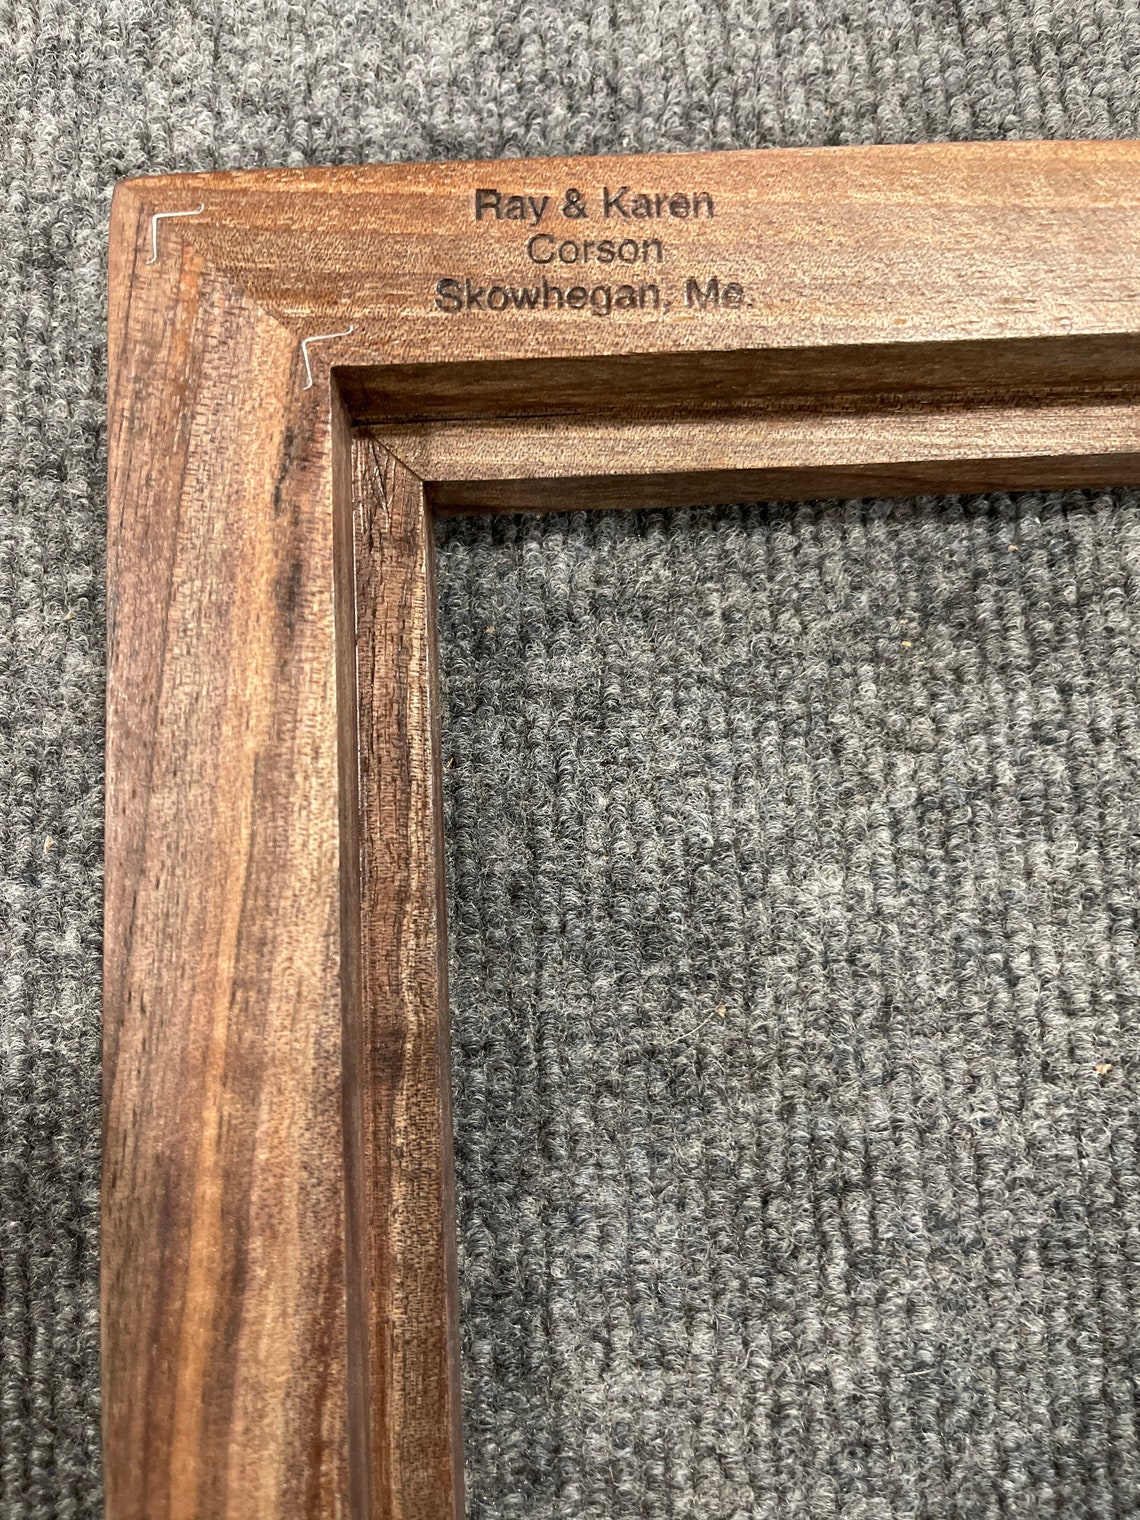 Ray & Karen
Corson
Skowhegan, Me.